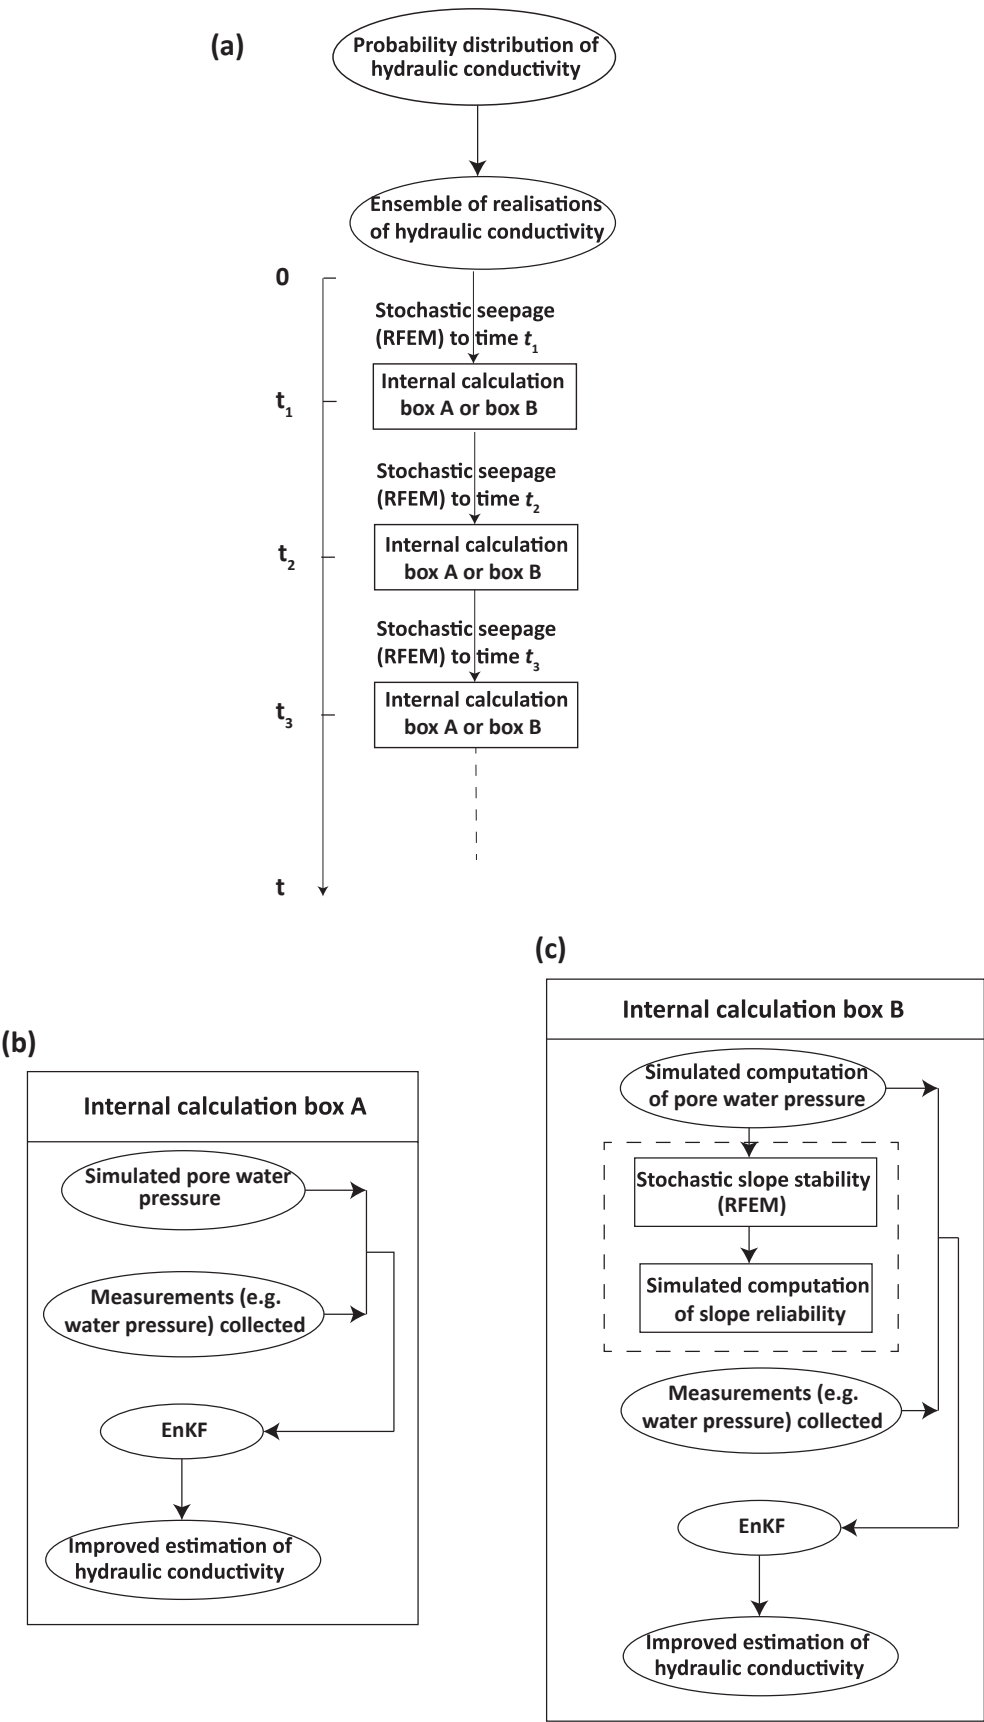 (a)
Probability distribution of
hydraulic conductivity
Ensemble of realisations
of hydraulic conductivity
0
Stochastic seepage
(RFEM) to time t1
Internal calculation
box A or box B
t1
Stochastic seepage
(RFEM) to time t2
Internal calculation
box A or box B
t2
Stochastic seepage
(RFEM) to time t3
Internal calculation
box A or box B
t3
t
(b)
Internal calculation box A
Simulated pore water
pressure
Measurements (e.g.
water pressure) collected
EnKF
Improved estimation of
hydraulic conductivity
(c)
Internal calculation box B
Simulated computation
of pore water pressure
Stochastic slope stability
(RFEM)
Simulated computation
of slope reliability
Measurements (e.g.
water pressure) collected
EnKF
Improved estimation of
hydraulic conductivity